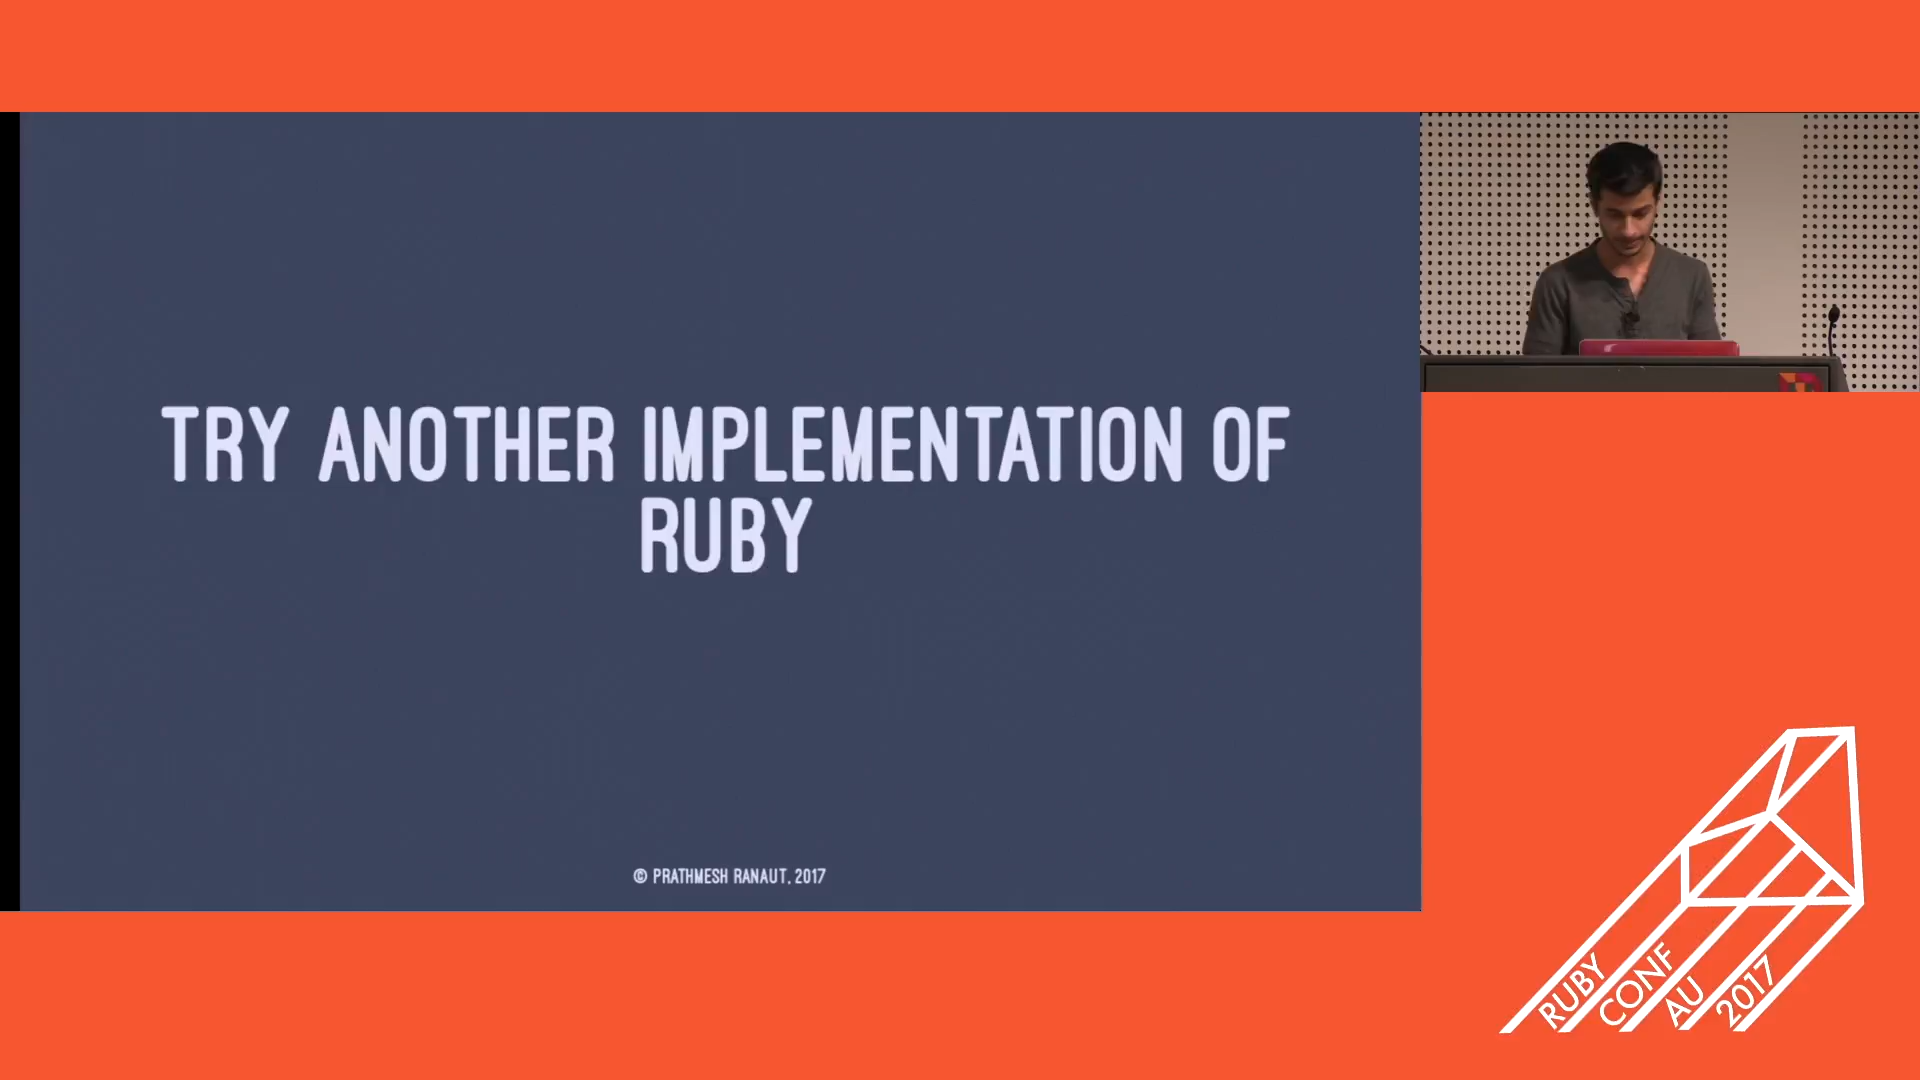 TRY ANOTHER IMPLEMENTATION OF
RUBY
© PRATHMESH RANAUT, 2017
RUBY
CONF
AU
2017